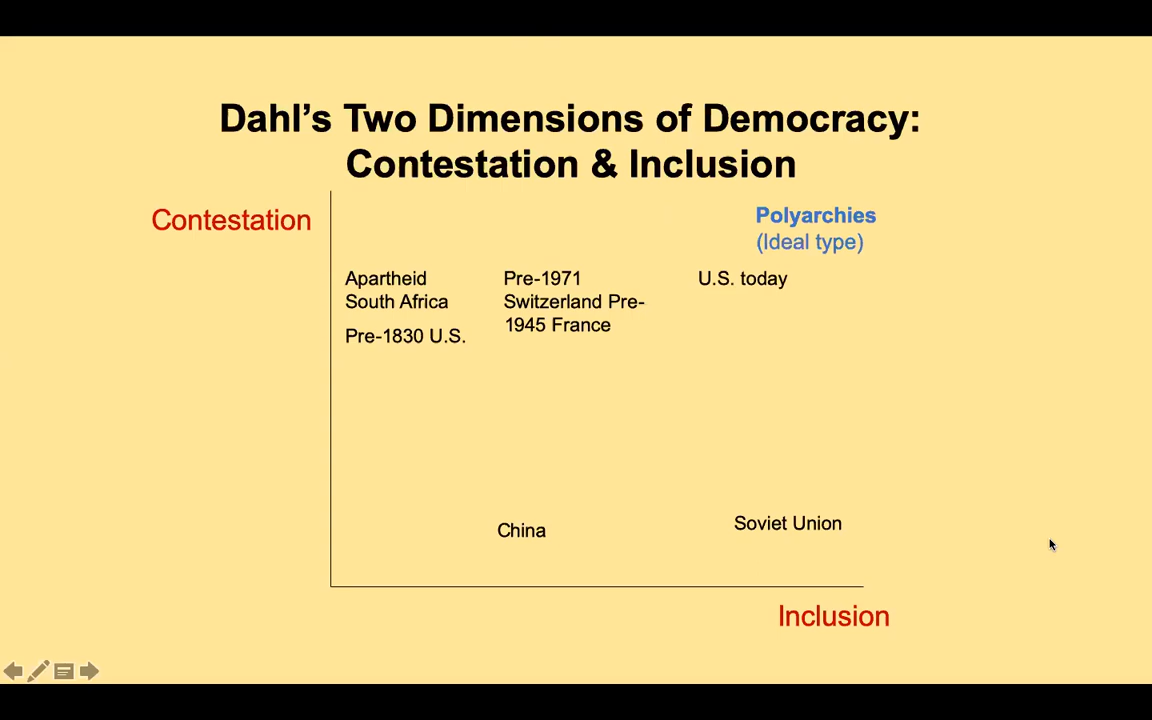 Dahl’s Two Dimensions of Democracy:
Contestation & Inclusion
Contestation
Polyarchies
(Ideal type)
Apartheid
South Africa
Pre-1830 U.S.
Pre-1971
Switzerland Pre-
1945 France
U.S. today
China
Soviet Union
Inclusion